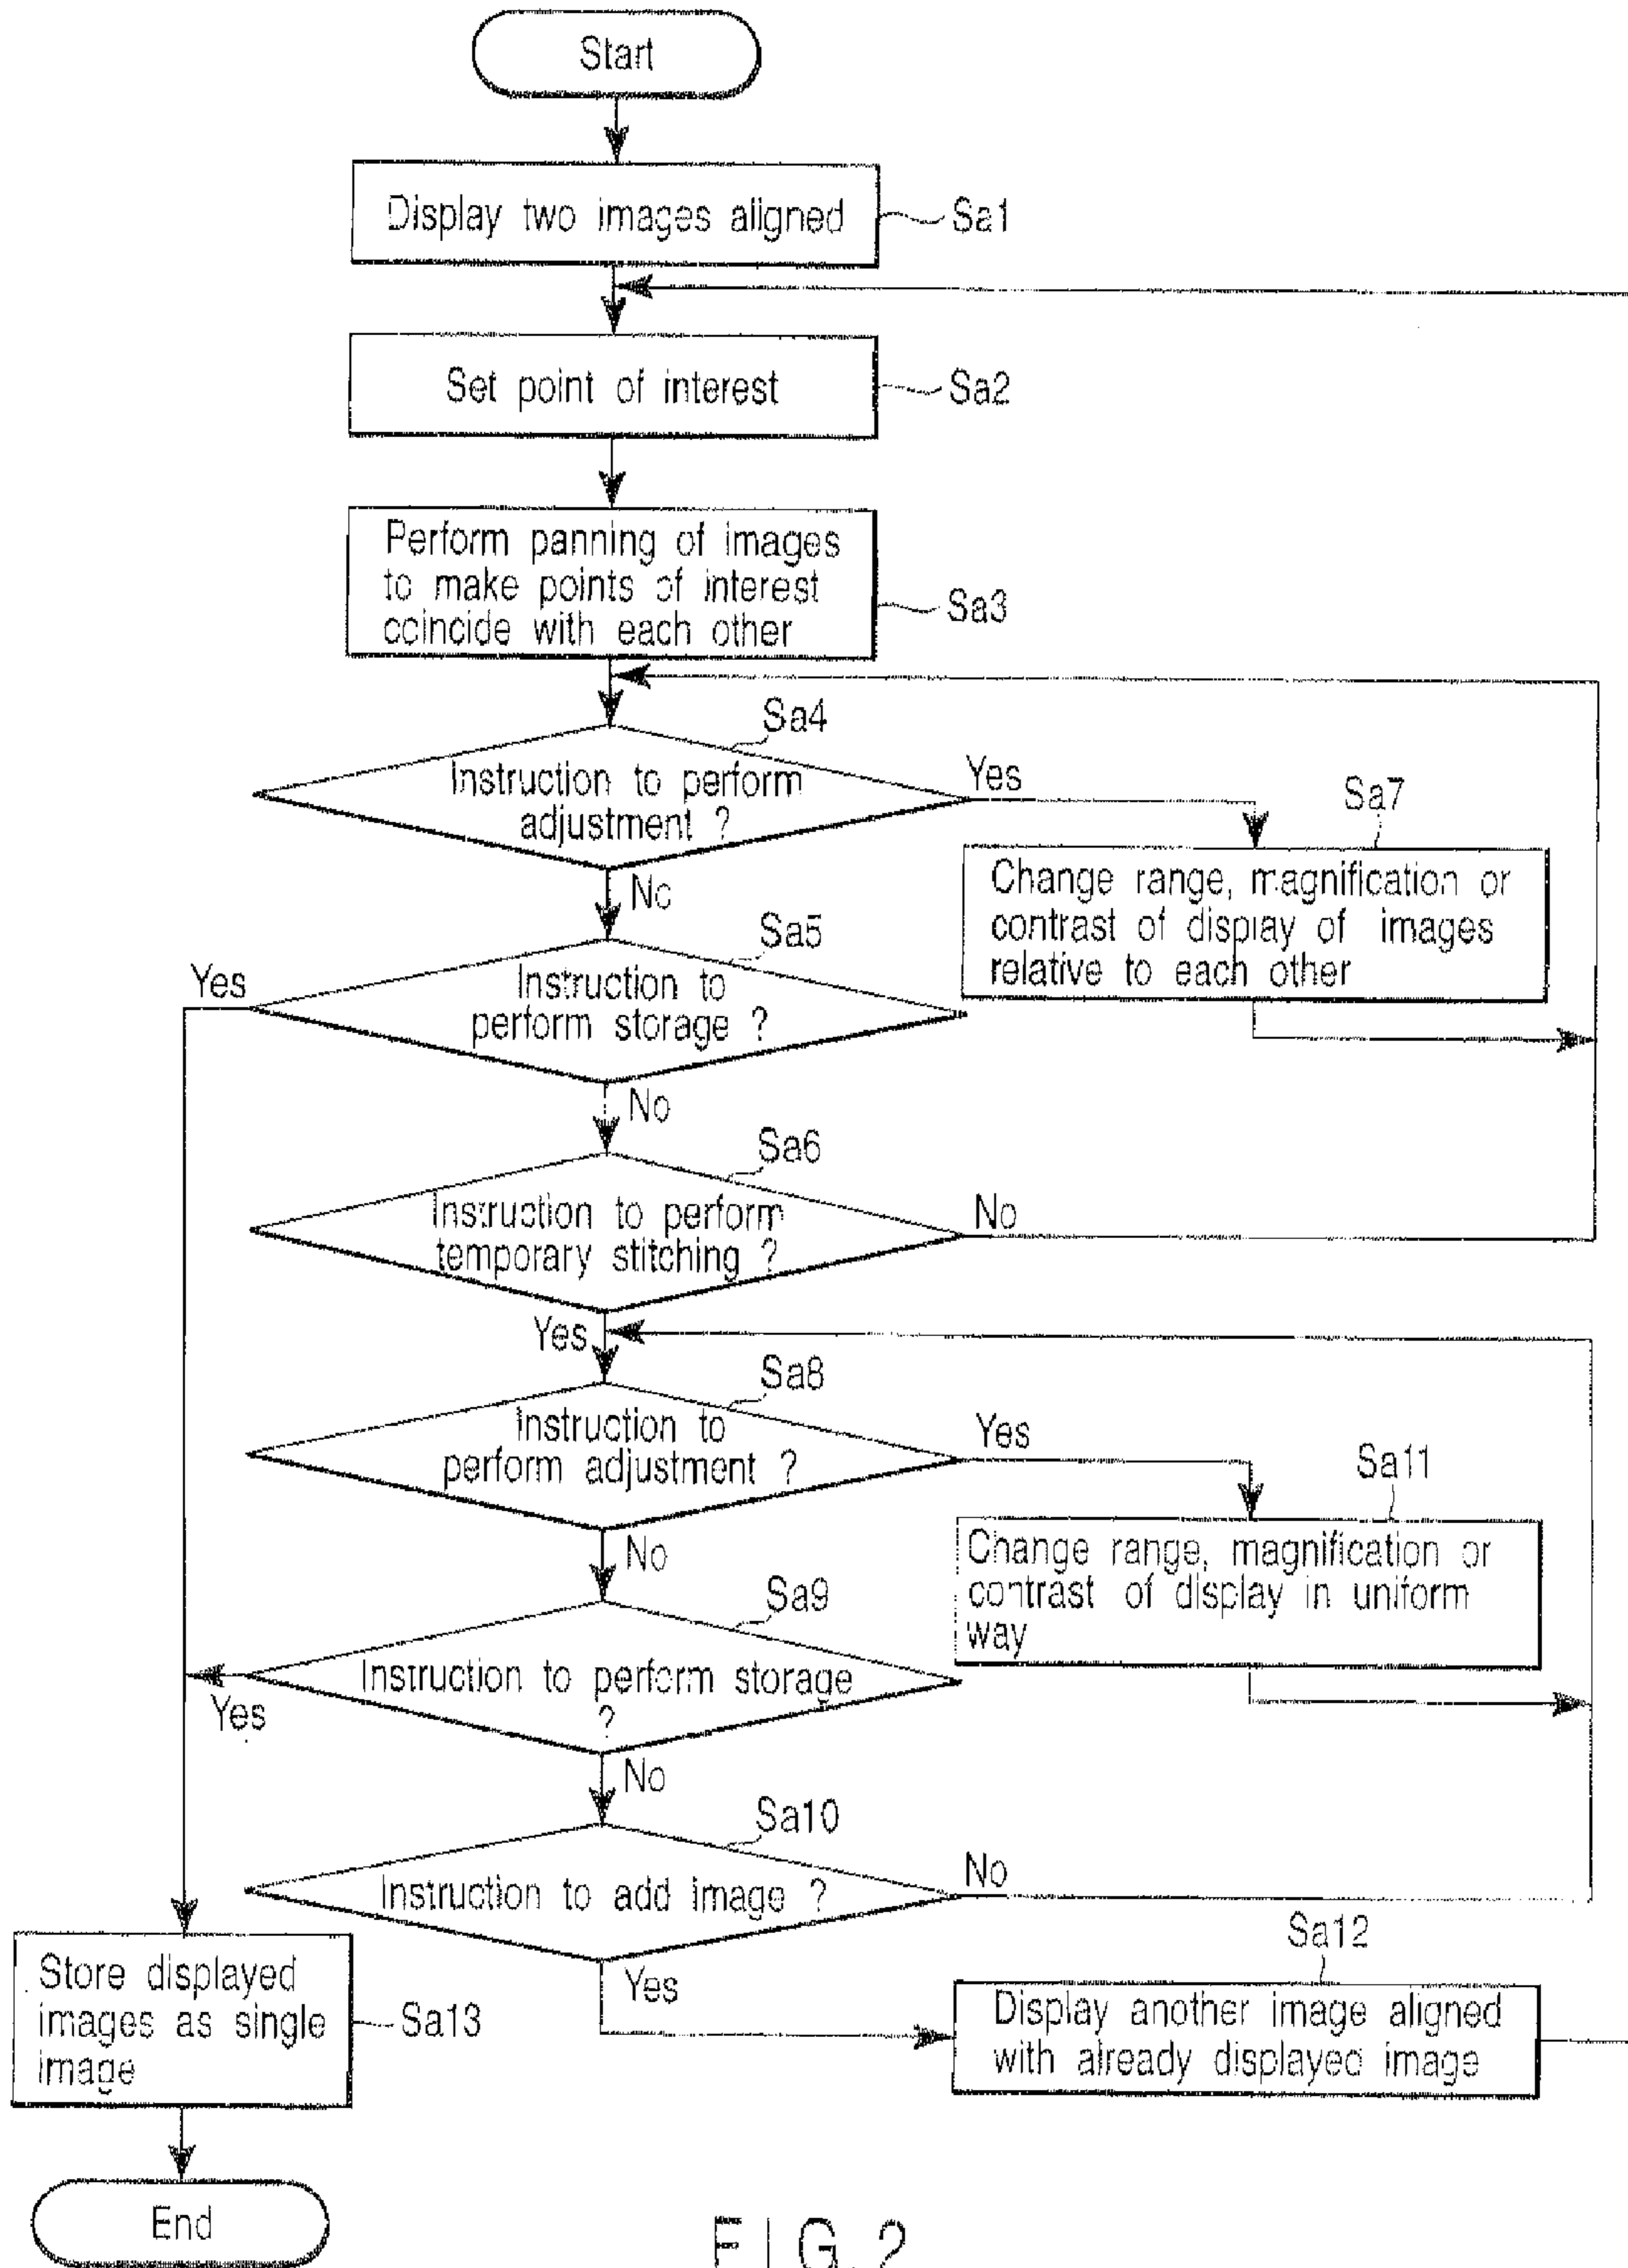 Start
Display two images aligned
Sa1
Set point of interest
Sa2
Perform panning of images
to make points of interest
coincide with each other
Sa3
Sa4
Instruction to perform
adjustment ?
Yes
No
Sa7
Change range, magnification or
contrast of display of images
relative to each other
Sa5
Instruction to
perform storage ?
Yes
No
Sa6
Instruction to perform
temporary stitching ?
No
Yes
Sa8
Instruction to
perform adjustment ?
Yes
No
Sa11
Change range, magnification or
contrast of display in uniform
way
Sa9
Instruction to perform storage
?
Yes
No
Sa10
Instruction to add image ?
No
Yes
Sa12
Display another image aligned
with already displayed image
Store displayed
images as single
image
Sa13
End
FIG. 2